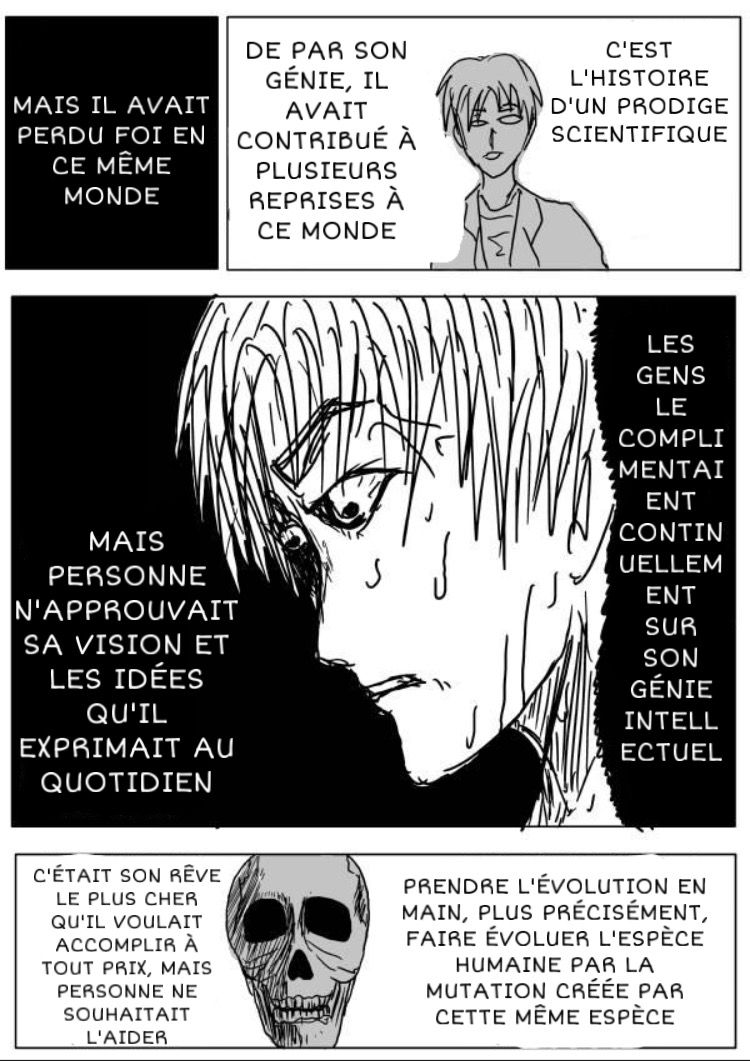 C'EST
L'HISTOIRE
D'UN PRODIGE
SCIENTIFIQUE
DE PAR SON
GÉNIE, IL
AVAIT
CONTRIBUÉ À
PLUSIEURS
REPRISES À
CE MONDE
MAIS IL AVAIT
PERDU FOI EN
CE MÊME
MONDE
LES
GENS
LE
COMPLI
MENTAI
ENT
CONTIN
UELLEM
ENT
SUR
SON
GÉNIE
INTELL
ECTUEL
MAIS
PERSONNE
N'APPROUVAIT
SA VISION ET
LES IDÉES
QU'IL
EXPRIMAIT AU
QUOTIDIEN
PRENDRE L'ÉVOLUTION EN
MAIN, PLUS PRÉCISÉMENT,
FAIRE ÉVOLUER L'ESPÈCE
HUMAINE PAR LA
MUTATION CRÉÉE PAR
CETTE MÊME ESPÈCE
C'ÉTAIT SON RÊVE
LE PLUS CHER
QU'IL VOULAIT
ACCOMPLIR À
TOUT PRIX, MAIS
PERSONNE NE
SOUHAITAIT
L'AIDER